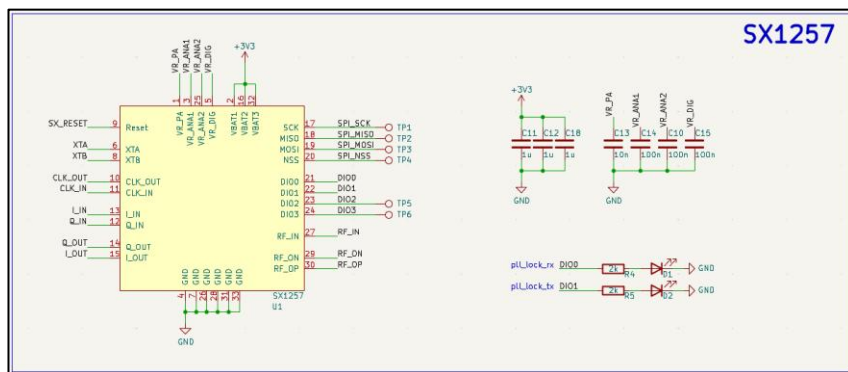 SX1257
+3V3
VR_PA
VR_ANA1
VR_ANA2
VR_DIG
1
3
25
5
2
16
32
VR_PA
VR_ANA1
VR_ANA2
VR_DIG
VBAT1
VBAT2
VBAT3
SX_RESET 9 Reset
XTA 6 XTA
XTB 8 XTB
CLK_OUT 10 CLK_OUT
CLK_IN 11 CLK_IN
I_IN 13 I_IN
Q_IN 12 Q_IN
Q_OUT 14 Q_OUT
I_OUT 15 I_OUT
SCK 17 SPI_SCK TP1
MISO 18 SPI_MISO TP2
MOSI 19 SPI_MOSI TP3
NSS 20 SPI_NSS TP4
DIO0 21 DIO0
DIO1 22 DIO1
DIO2 23 DIO2 TP5
DIO3 24 DIO3 TP6
RF_IN 27 RF_IN
RF_ON 29 RF_ON
RF_OP 30 RF_OP
GND GND GND GND GND GND
4 7 26 28 31 33
SX1257
U1
GND
+3V3
C11 C12 C18
1u 1u 1u
GND
VR_PA
VR_ANA1
VR_ANA2
VR_DIG
C13 C14 C10 C15
10n 100n 100n 100n
GND
pll_lock_rx DIO0 2k R4 D1 GND
pll_lock_tx DIO1 2k R5 D2 GND